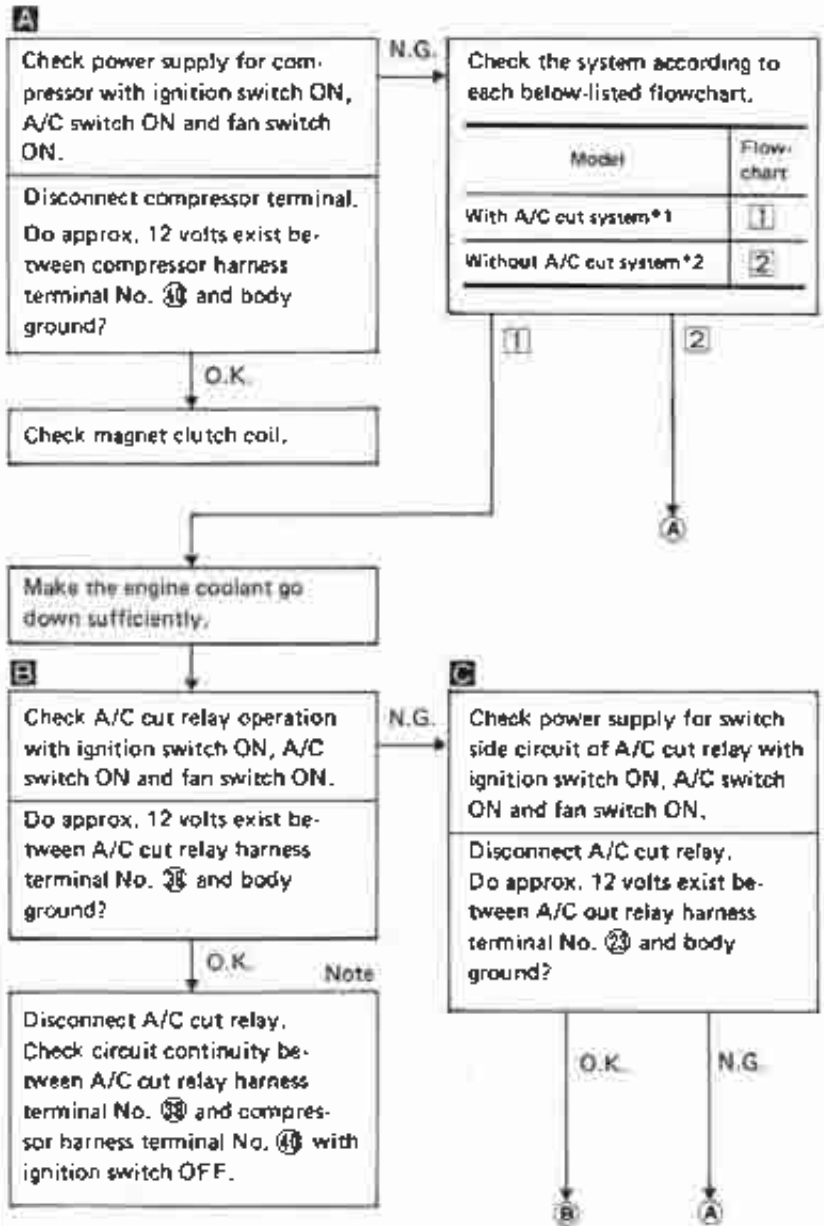 A
Check power supply for com-
pressor with ignition switch ON,
A/C switch ON and fan switch
ON.
Disconnect compressor terminal.
Do approx. 12 volts exist be-
tween compressor harness
terminal No. 40 and body
ground?
N.G.
Check the system according to
each below-listed flowchart.
Model
Flow-
chart
With A/C cut system*1
1
Without A/C cut system*2
2
O.K.
1
2
Check magnet clutch coil.
A
Make the engine coolant go
down sufficiently.
B
Check A/C cut relay operation
with ignition switch ON, A/C
switch ON and fan switch ON.
Do approx. 12 volts exist be-
tween A/C cut relay harness
terminal No. and body
ground?
N.G.
C
Check power supply for switch
side circuit of A/C cut relay with
ignition switch ON, A/C switch
ON and fan switch ON.
Disconnect A/C cut relay.
Do approx. 12 volts exist be-
tween A/C cut relay harness
terminal No. 23 and body
ground?
O.K.
Note
Disconnect A/C cut relay.
Check circuit continuity be-
tween A/C cut relay harness
terminal No. and compres-
sor harness terminal No. 40 with
ignition switch OFF.
O.K.
N.G.
B
A